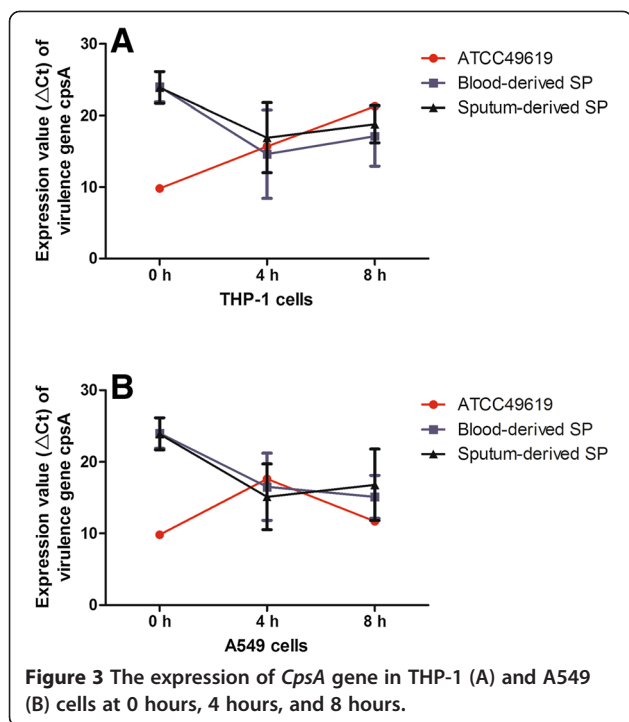 A
Expression value (△Ct) of
virulence gene cpsA
30
20
10
0
0 h 4 h 8 h
THP-1 cells
ATCC49619
Blood-derived SP
Sputum-derived SP
B
Expression value (△Ct) of
virulence gene cpsA
30
20
10
0
0 h 4 h 8 h
A549 cells
ATCC49619
Blood-derived SP
Sputum-derived SP
Figure 3 The expression of CpsA gene in THP-1 (A) and A549
(B) cells at 0 hours, 4 hours, and 8 hours.